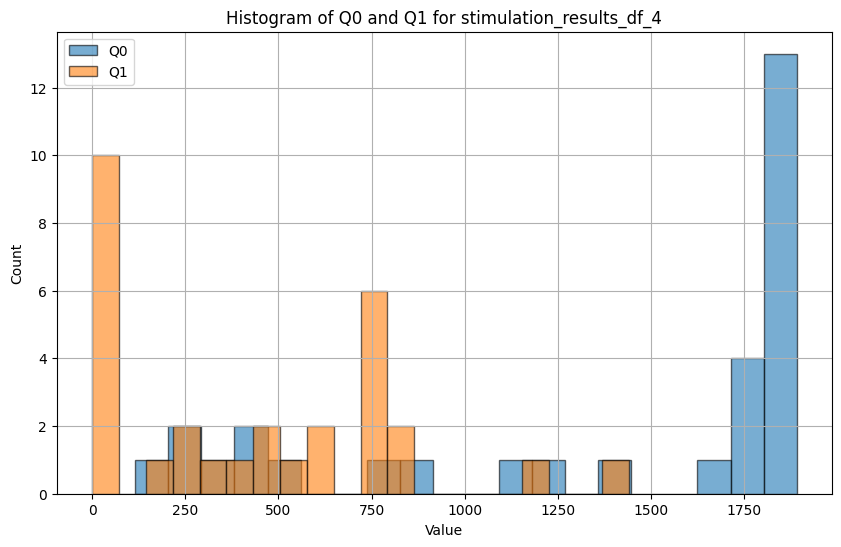 Histogram of Q0 and Q1 for stimulation_results_df_4
Q0
Q1
12
10
8
6
4
2
0
Count
0 250 500 750 1000 1250 1500 1750
Value